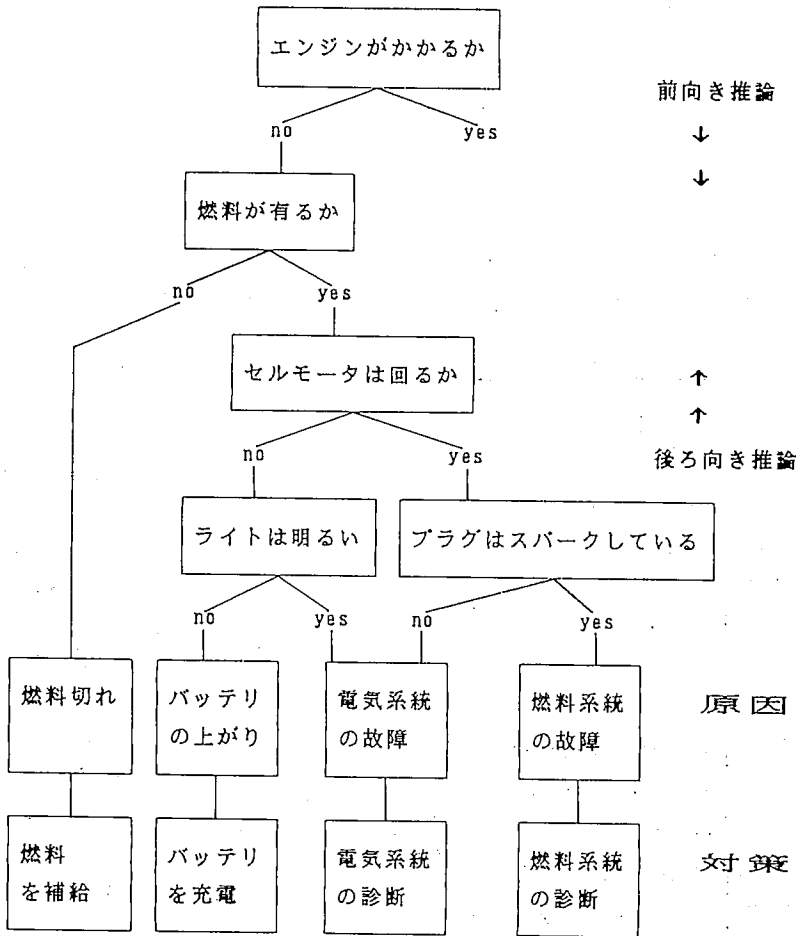 エンジンがかかるか
前向き推論
no
yes
↓
↓
燃料が有るか
no
yes
セルモータは回るか
↑
↑
no
yes
後ろ向き推論
ライトは明るい
プラグはスパークしている
no
yes
no
yes
燃料切れ
バッテリ
の上がり
電気系統
の故障
燃料系統
の故障
原因
燃料
を補給
バッテリ
を充電
電気系統
の診断
燃料系統
の診断
対策